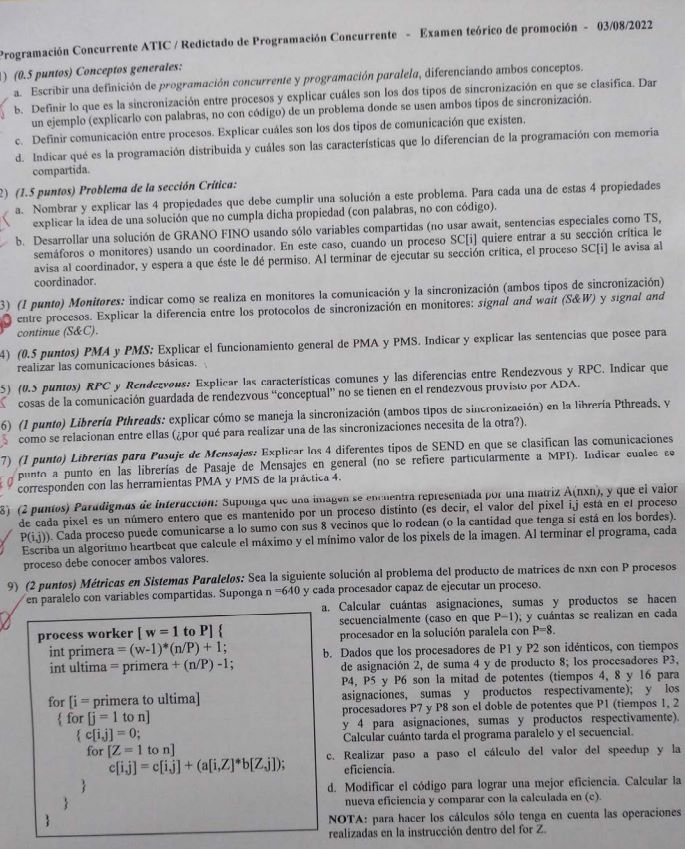 Programación Concurrente ATIC / Redictado de Programación Concurrente - Examen teórico de promoción - 03/08/2022
1) (0.5 puntos) Conceptos generales:
a. Escribir una definición de programación concurrente y programación paralela, diferenciando ambos conceptos.
b. Definir lo que es la sincronización entre procesos y explicar cuáles son los dos tipos de sincronización en que se clasifica. Dar
un ejemplo (explicarlo con palabras, no con código) de un problema donde se usen ambos tipos de sincronización.
c. Definir comunicación entre procesos. Explicar cuáles son los dos tipos de comunicación que existen.
d. Indicar qué es la programación distribuida y cuáles son las características que lo diferencian de la programación con memoria
compartida.
2) (1.5 puntos) Problema de la sección Crítica:
a. Nombrar y explicar las 4 propiedades que debe cumplir una solución a este problema. Para cada una de estas 4 propiedades
explicar la idea de una solución que no cumpla dicha propiedad (con palabras, no con código).
b. Desarrollar una solución de GRANO FINO usando sólo variables compartidas (no usar await, sentencias especiales como TS,
semáforos o monitores) usando un coordinador. En este caso, cuando un proceso SC[i] quiere entrar a su sección crítica le
avisa al coordinador, y espera a que éste le dé permiso. Al terminar de ejecutar su sección crítica, el proceso SC[i] le avisa al
coordinador.
3) (1 punto) Monitores: indicar como se realiza en monitores la comunicación y la sincronización (ambos tipos de sincronización)
entre procesos. Explicar la diferencia entre los protocolos de sincronización en monitores: signal and wait (S&W) y signal and
continue (S&C).
4) (0.5 puntos) PMA y PMS: Explicar el funcionamiento general de PMA y PMS. Indicar y explicar las sentencias que posee para
realizar las comunicaciones básicas.
5) (0.5 puntos) RPC y Rendezvous: Explicar las características comunes y las diferencias entre Rendezvous y RPC. Indicar que
cosas de la comunicación guardada de rendezvous “conceptual” no se tienen en el rendezvous provisto por ADA.
6) (1 punto) Librería Pthreads: explicar cómo se maneja la sincronización (ambos tipos de sincronización) en la librería Pthreads, y
como se relacionan entre ellas (¿por qué para realizar una de las sincronizaciones necesita de la otra?).
7) (1 punto) Librerías para Pasaje de Mensajes: Explicar los 4 diferentes tipos de SEND en que se clasifican las comunicaciones
punto a punto en las librerías de Pasaje de Mensajes en general (no se refiere particularmente a MPI). Indicar cuales se
corresponden con las herramientas PMA y PMS de la práctica 4.
8) (2 puntos) Paradigmas de interacción: Suponga que una imagen se encuentra representada por una matriz A(nxn), y que el valor
de cada pixel es un número entero que es mantenido por un proceso distinto (es decir, el valor del pixel i,j está en el proceso
P(i,j)). Cada proceso puede comunicarse a lo sumo con sus 8 vecinos que lo rodean (o la cantidad que tenga si está en los bordes).
Escriba un algoritmo heartbeat que calcule el máximo y el mínimo valor de los pixels de la imagen. Al terminar el programa, cada
proceso debe conocer ambos valores.
9) (2 puntos) Métricas en Sistemas Paralelos: Sea la siguiente solución al problema del producto de matrices de nxn con P procesos
en paralelo con variables compartidas. Suponga n =640 y cada procesador capaz de ejecutar un proceso.
process worker [ w = 1 to P] {
int primera = (w-1)*(n/P) + 1;
int ultima = primera + (n/P) -1;
for [i = primera to ultima]
{ for [j = 1 to n]
{ c[i,j] = 0;
for [Z = 1 to n]
c[i,j] = c[i,j] + (a[i,Z]*b[Z,j]);
}
}
}
a. Calcular cuántas asignaciones, sumas y productos se hacen
secuencialmente (caso en que P=1); y cuántas se realizan en cada
procesador en la solución paralela con P=8.
b. Dados que los procesadores de P1 y P2 son idénticos, con tiempos
de asignación 2, de suma 4 y de producto 8; los procesadores P3,
P4, P5 y P6 son la mitad de potentes (tiempos 4, 8 y 16 para
asignaciones, sumas y productos respectivamente); y los
procesadores P7 y P8 son el doble de potentes que P1 (tiempos 1, 2
y 4 para asignaciones, sumas y productos respectivamente).
Calcular cuánto tarda el programa paralelo y el secuencial.
c. Realizar paso a paso el cálculo del valor del speedup y la
eficiencia.
d. Modificar el código para lograr una mejor eficiencia. Calcular la
nueva eficiencia y comparar con la calculada en (c).
NOTA: para hacer los cálculos sólo tenga en cuenta las operaciones
realizadas en la instrucción dentro del for Z.